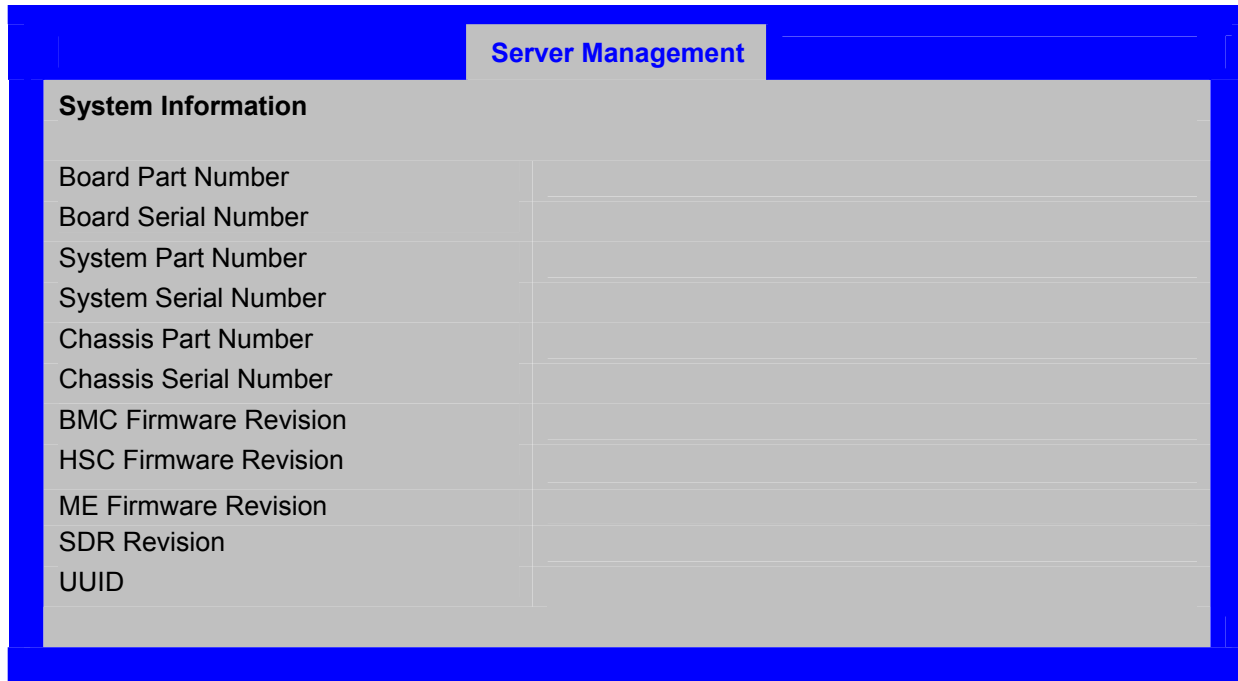 Server Management
System Information
Board Part Number
Board Serial Number
System Part Number
System Serial Number
Chassis Part Number
Chassis Serial Number
BMC Firmware Revision
HSC Firmware Revision
ME Firmware Revision
SDR Revision
UUID